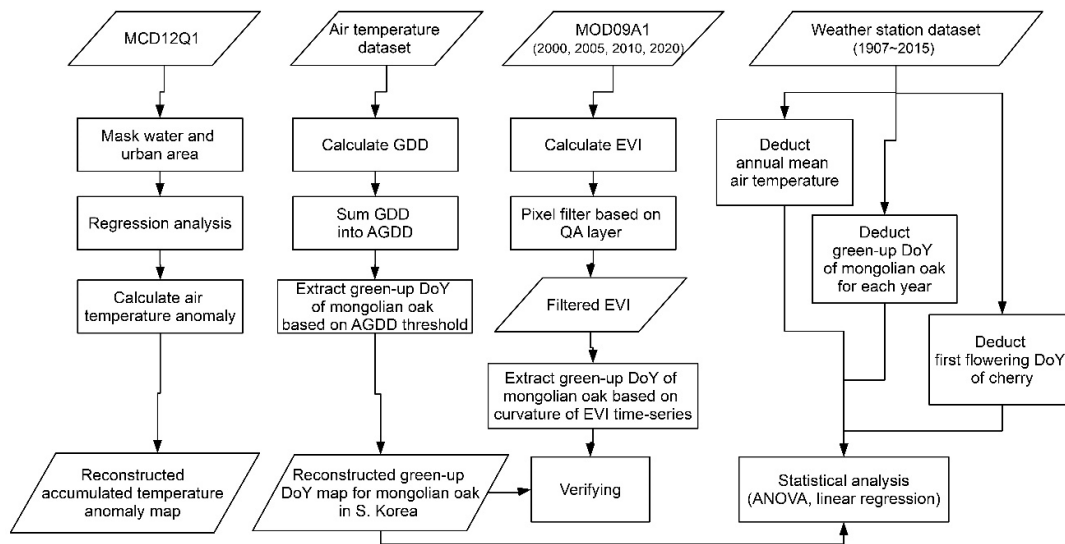 MCD12Q1
Mask water and
urban area
Regression analysis
Calculate air
temperature anomaly
Reconstructed
accumulated temperature
anomaly map
Air temperature
dataset
Calculate GDD
Sum GDD
into AGDD
Extract green-up DoY
of mongolian oak
based on AGDD threshold
Reconstructed green-up
DoY map for mongolian oak
in S. Korea
MOD09A1
(2000, 2005, 2010, 2020)
Calculate EVI
Pixel filter based on
QA layer
Filtered EVI
Extract green-up DoY of
mongolian oak based on
curvature of EVI time-series
Verifying
Weather station dataset
(1907~2015)
Deduct
annual mean
air temperature
Deduct
green-up DoY
of mongolian oak
for each year
Deduct
first flowering DoY
of cherry
Statistical analysis
(ANOVA, linear regression)